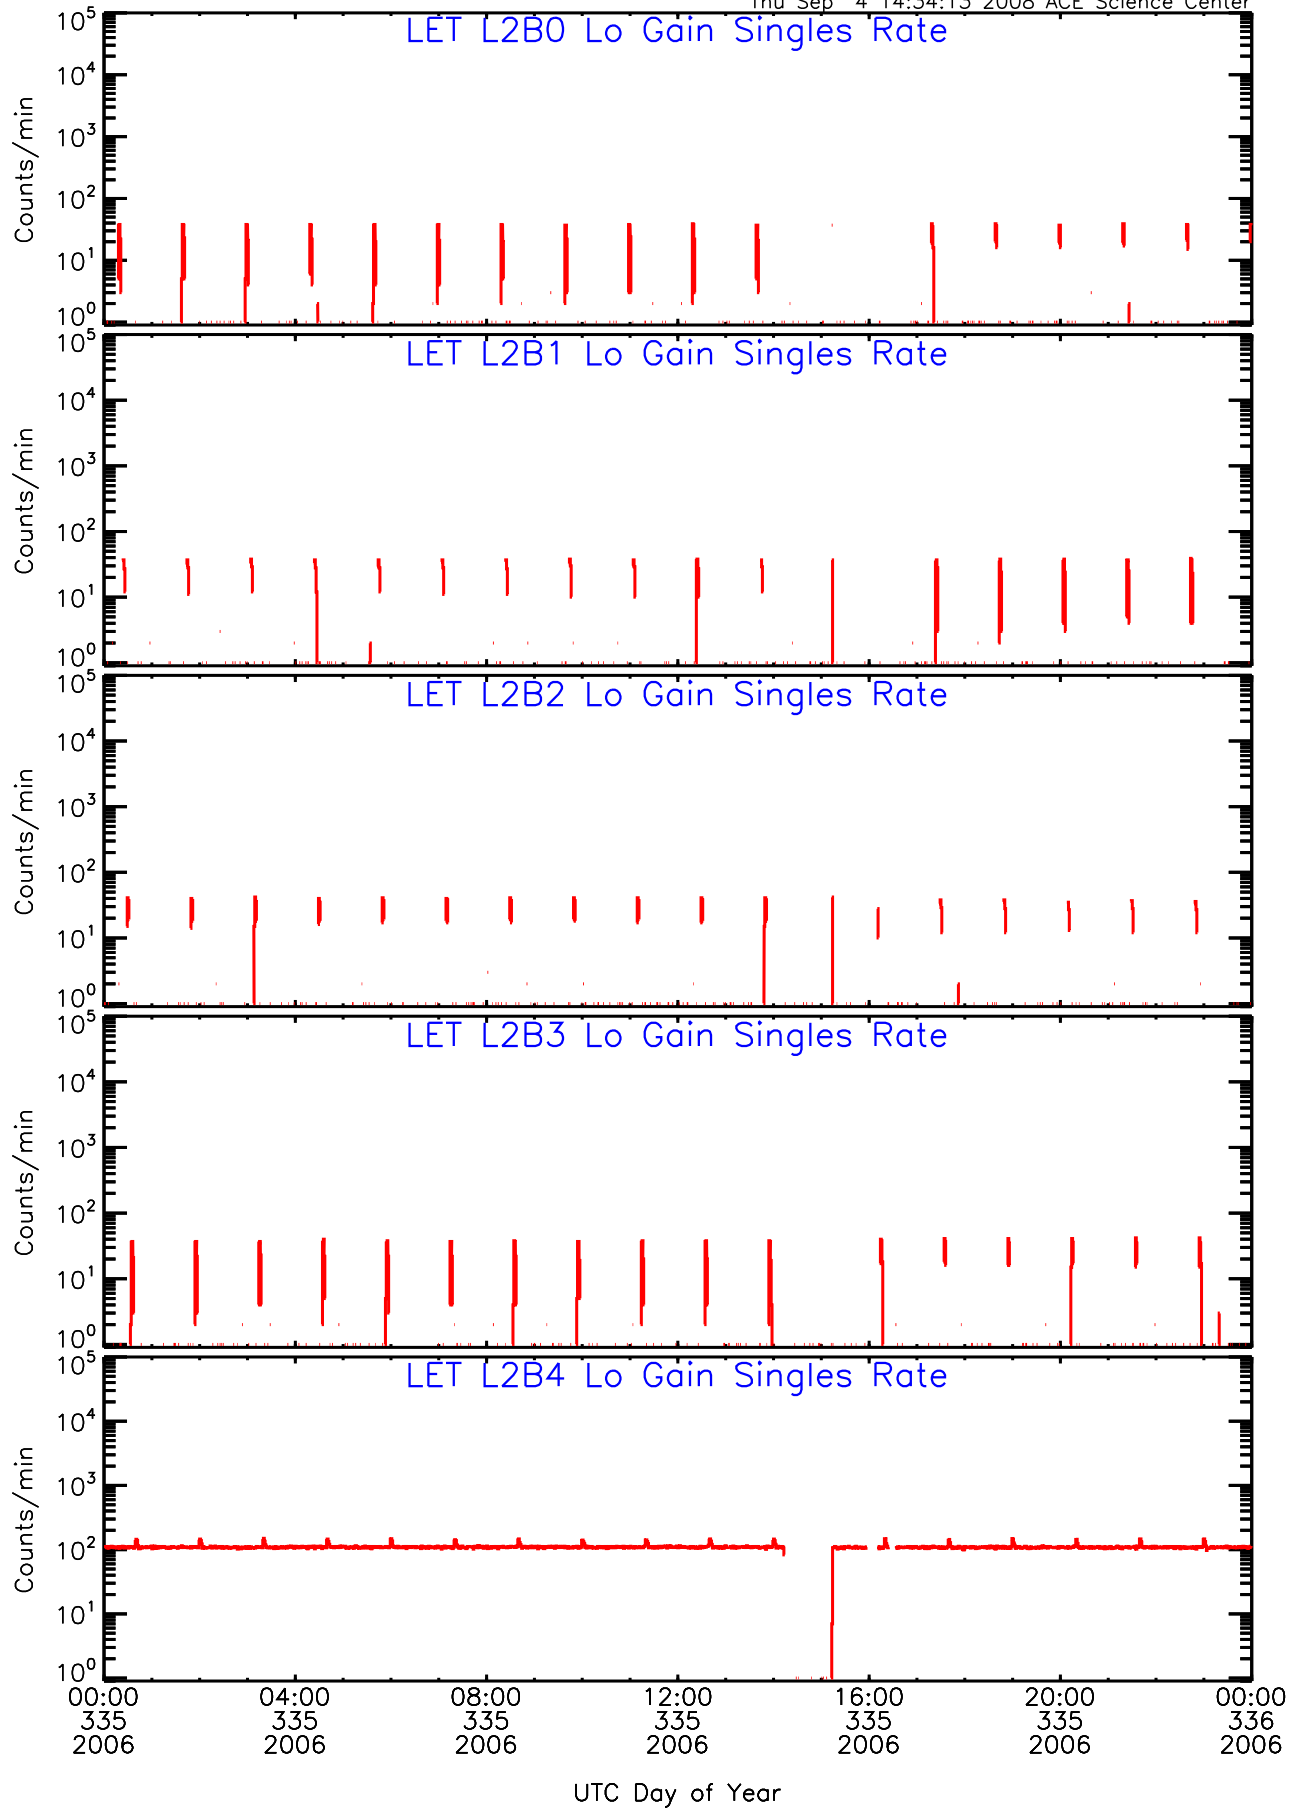 Thu Sep 4 14:34:13 2008 ACE Science Center
LET L2B0 Lo Gain Singles Rate
10^5
10^4
10^3
10^2
10^1
10^0
Counts/min
LET L2B1 Lo Gain Singles Rate
10^5
10^4
10^3
10^2
10^1
10^0
Counts/min
LET L2B2 Lo Gain Singles Rate
10^5
10^4
10^3
10^2
10^1
10^0
Counts/min
LET L2B3 Lo Gain Singles Rate
10^5
10^4
10^3
10^2
10^1
10^0
Counts/min
LET L2B4 Lo Gain Singles Rate
10^5
10^4
10^3
10^2
10^1
10^0
Counts/min
00:00 04:00 08:00 12:00 16:00 20:00 00:00
335 335 335 335 335 335 336
2006 2006 2006 2006 2006 2006 2006
UTC Day of Year